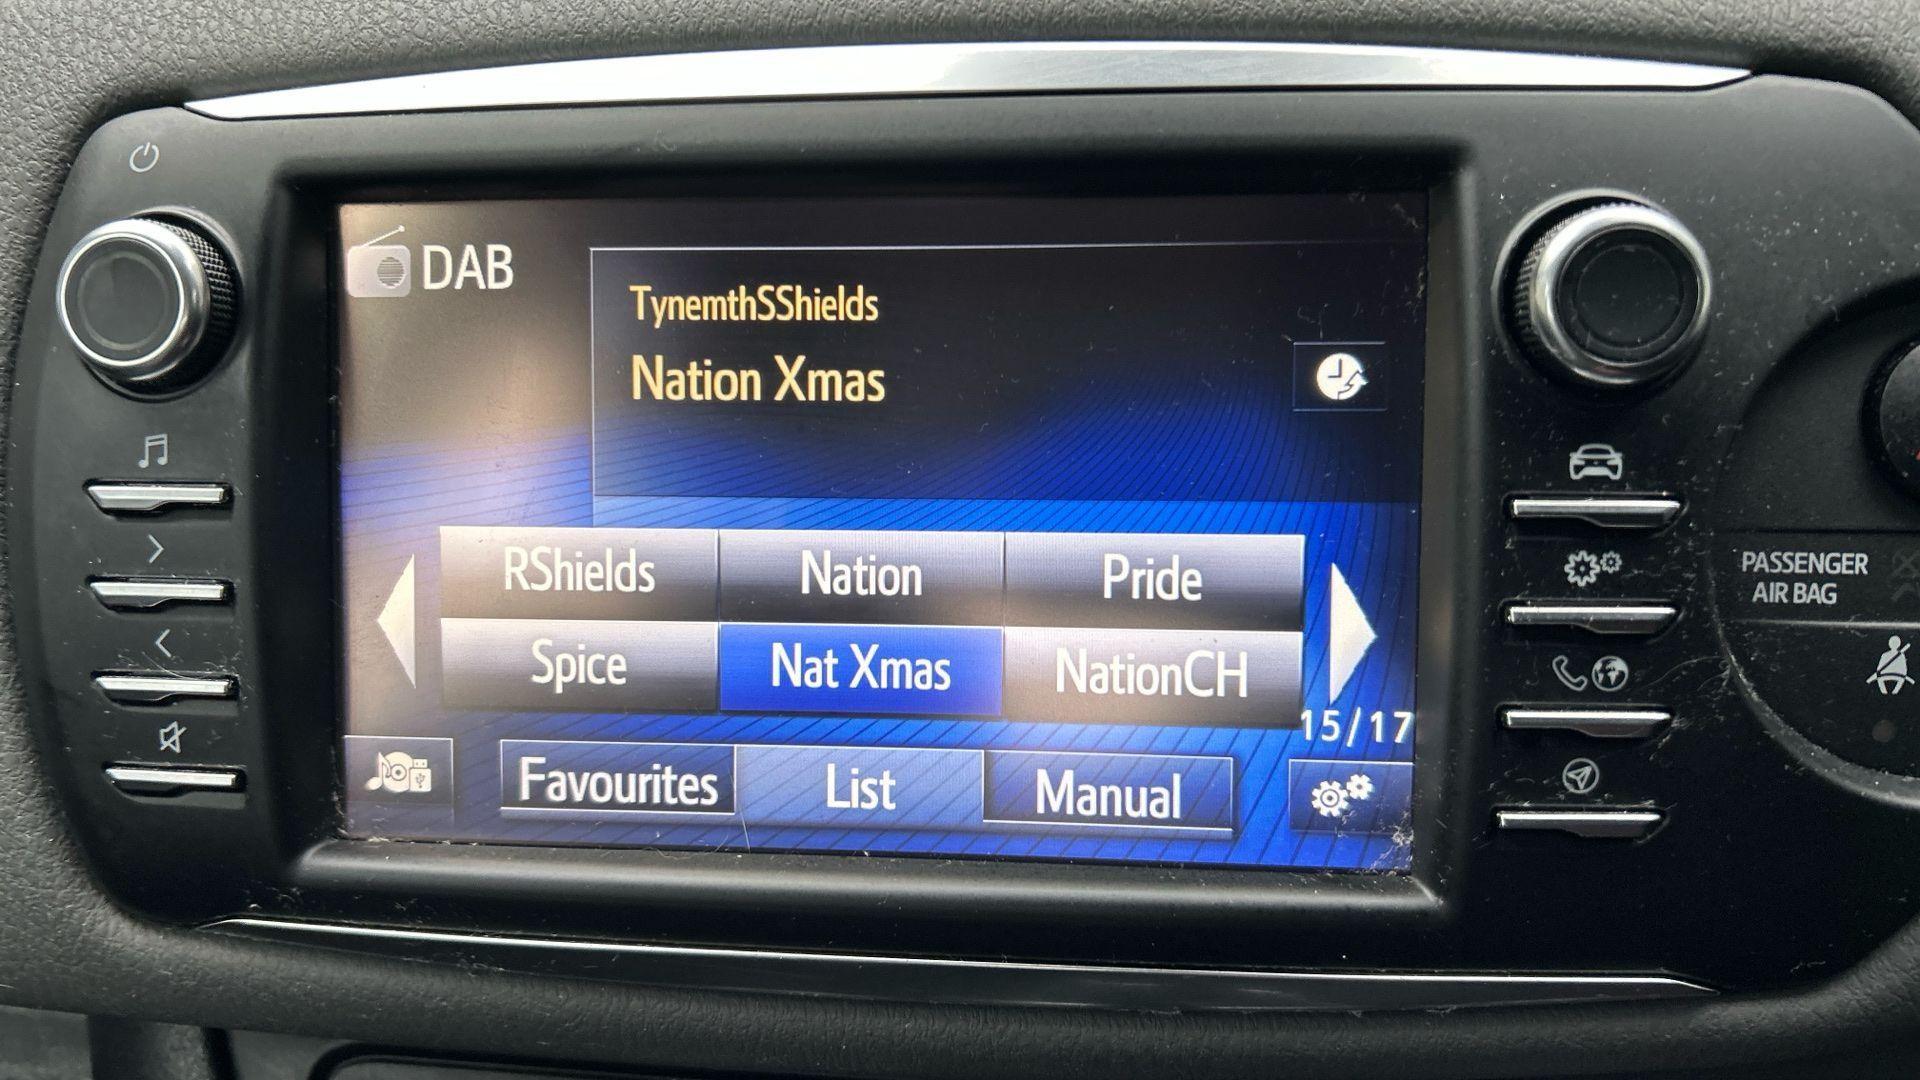 DAB
TynemthSShields
Nation Xmas
RShields Nation Pride
Spice Nat Xmas NationCH
15/17
Favourites List Manual
PASSENGER
AIR BAG